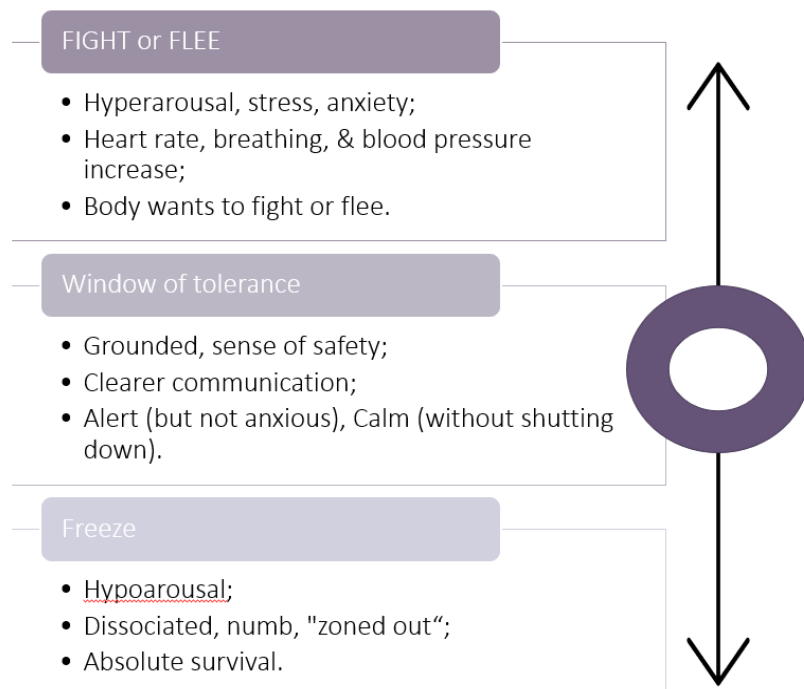 FIGHT or FLEE
• Hyperarousal, stress, anxiety;
• Heart rate, breathing, & blood pressure
increase;
• Body wants to fight or flee.
Window of tolerance
• Grounded, sense of safety;
• Clearer communication;
• Alert (but not anxious), Calm (without shutting
down).
Freeze
• Hypoarousal;
• Dissociated, numb, "zoned out“;
• Absolute survival.